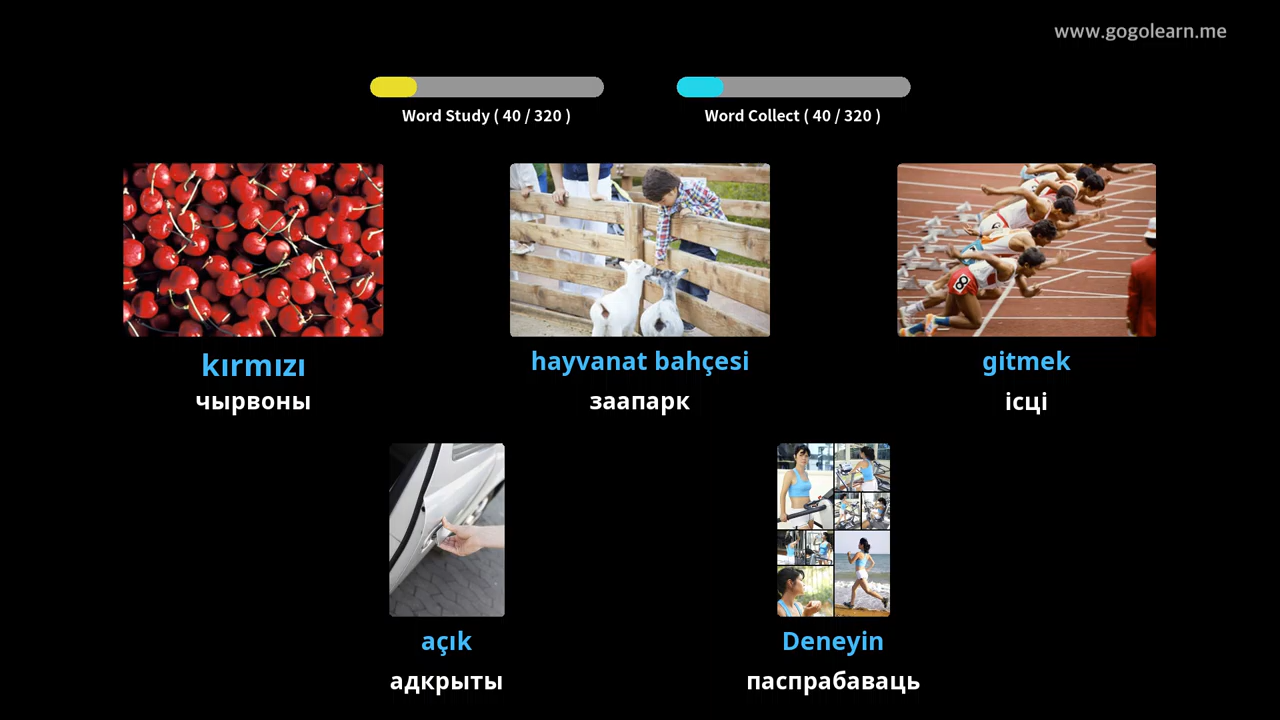 www.gogolearn.me
Word Study ( 40 / 320 )
Word Collect ( 40 / 320 )
kırmızı
чырвоны
hayvanat bahçesi
заапарк
gitmek
ісці
açık
адкрыты
Deneyin
паспрабаваць